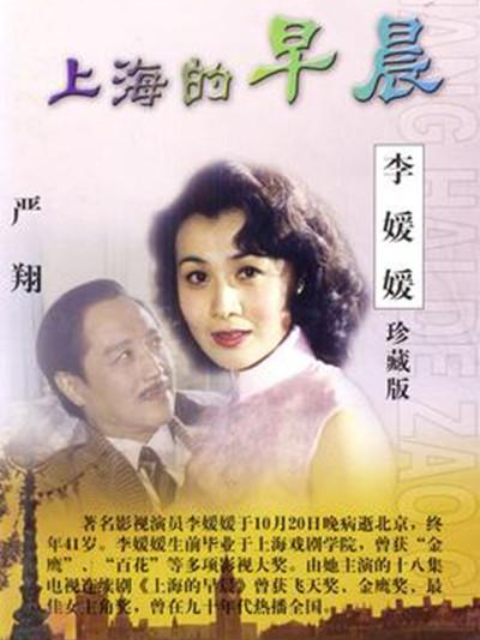 上海的早晨
李媛媛
珍藏版
严翔
著名影视演员李媛媛于10月20日晚病逝北京，终
年41岁。李媛媛生前毕业于上海戏剧学院，曾获“金
鹰”、“百花”等多项影视大奖。由她主演的十八集
电视连续剧《上海的早晨》曾获飞天奖、金鹰奖、最
佳女主角奖，曾在九十年代热播全国。